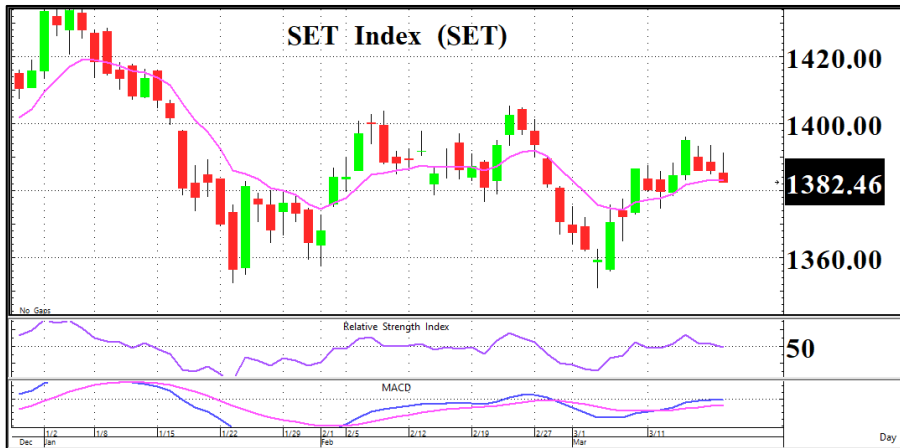 SET Index (SET)
1420.00
1400.00
1382.46
1360.00
No Gaps
Relative Strength Index
50
MACD
1/2 1/8 1/15 1/22 1/29 2/1 2/5 2/12 2/19 2/27 3/1 3/11
Dec Jan Feb Mar Day